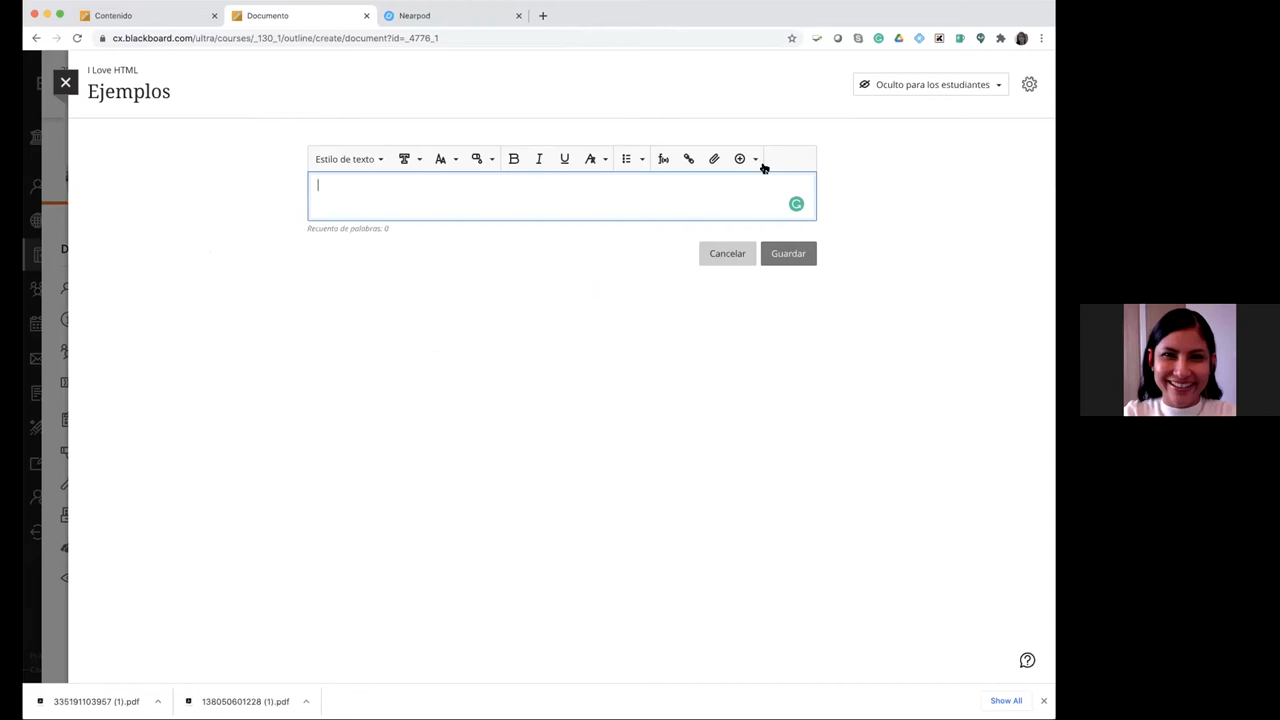 Contenido
Documento
Nearpod
cx.blackboard.com/ultra/courses/_130_1/outline/create/document?id=_4776_1
I Love HTML
Ejemplos
Oculto para los estudiantes
Estilo de texto
Recuento de palabras: 0
Cancelar
Guardar
335191103957 (1).pdf
138050601228 (1).pdf
Show All